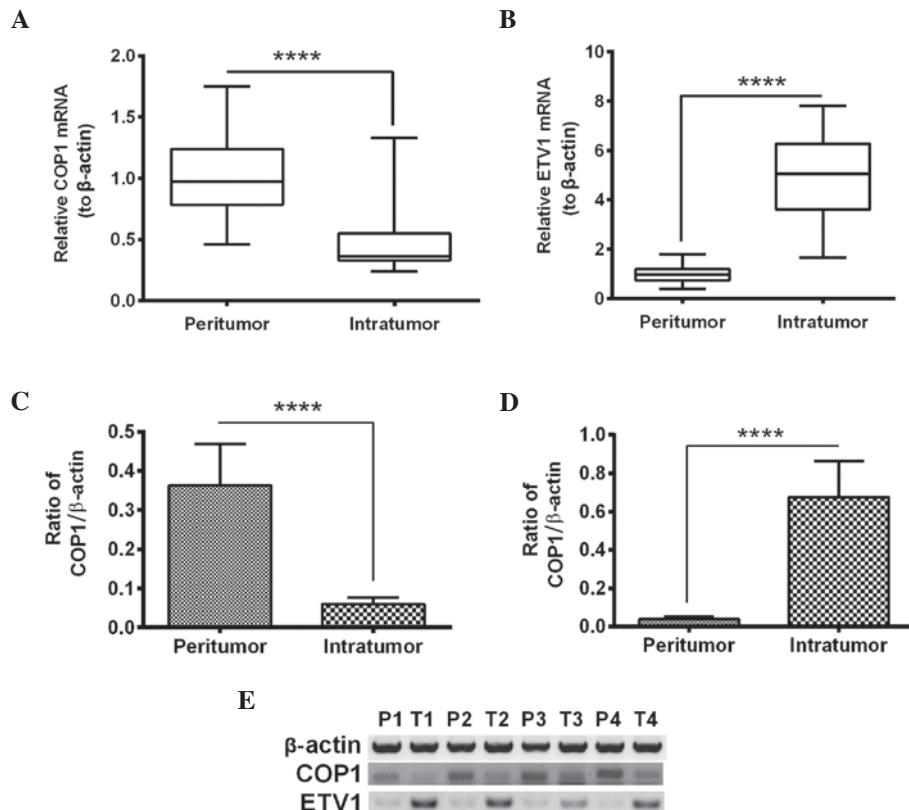 A
Relative COP1 mRNA
(to β-actin)
2.0
1.5
1.0
0.5
0.0
****
Peritumor
Intratumor
B
Relative ETV1 mRNA
(to β-actin)
10
8
6
4
2
0
****
Peritumor
Intratumor
C
Ratio of
COP1/β-actin
0.5
0.4
0.3
0.2
0.1
0.0
****
Peritumor
Intratumor
D
Ratio of
COP1/β-actin
1.0
0.8
0.6
0.4
0.2
0.0
****
Peritumor
Intratumor
E
P1 T1 P2 T2 P3 T3 P4 T4
β-actin
COP1
ETV1